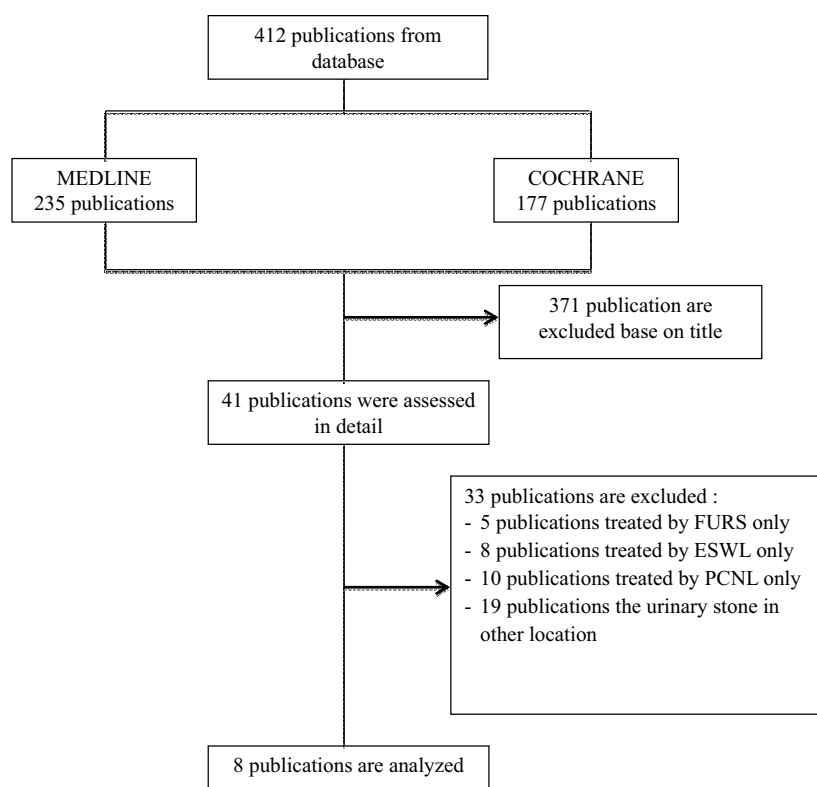 412 publications from
database
MEDLINE
235 publications
COCHRANE
177 publications
371 publication are
excluded base on title
41 publications were assessed
in detail
33 publications are excluded :
- 5 publications treated by FURS only
- 8 publications treated by ESWL only
- 10 publications treated by PCNL only
- 19 publications the urinary stone in
other location
8 publications are analyzed